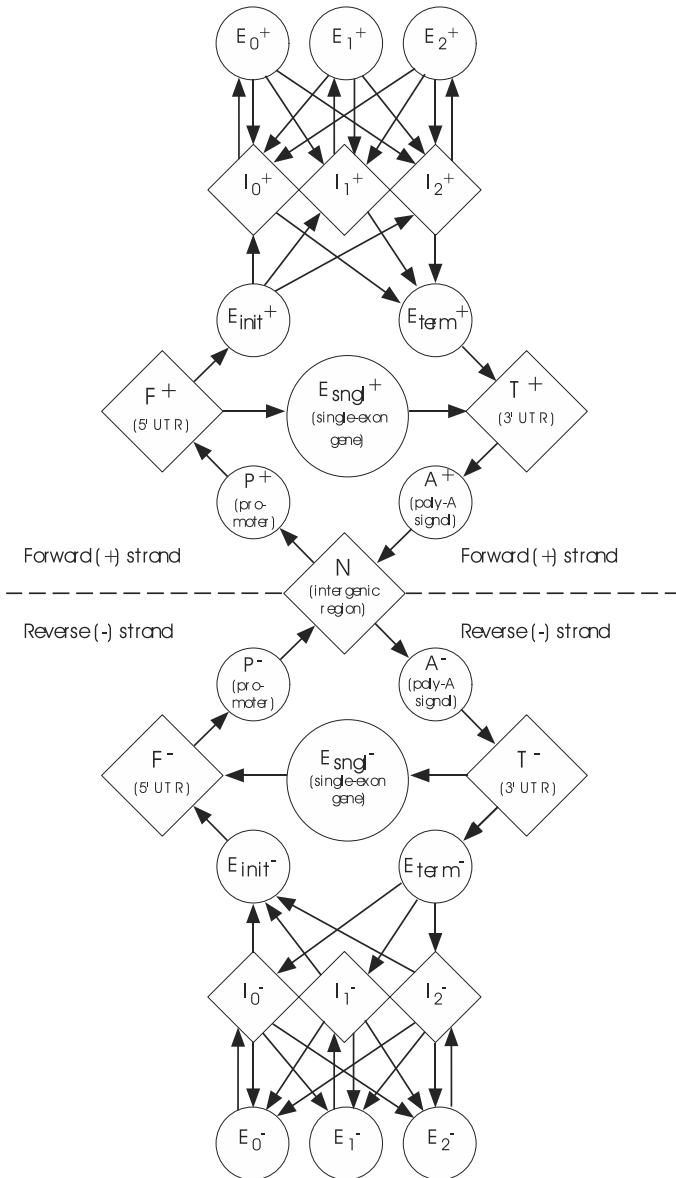 E0+ E1+ E2+
I0+ I1+ I2+
Einit+ Eterm+
F+
(5' UTR)
Esngl+
(single-exon
gene)
T+
(3' UTR)
P+
(pro-
moter)
A+
(poly-A
signal)
Forward(+) strand
Forward(+) strand
N
(intergenic
region)
Reverse(-) strand
Reverse(-) strand
P-
(pro-
moter)
A-
(poly-A
signal)
F-
(5' UTR)
Esngl-
(single-exon
gene)
T-
(3' UTR)
Einit- Eterm-
I0- I1- I2-
E0- E1- E2-